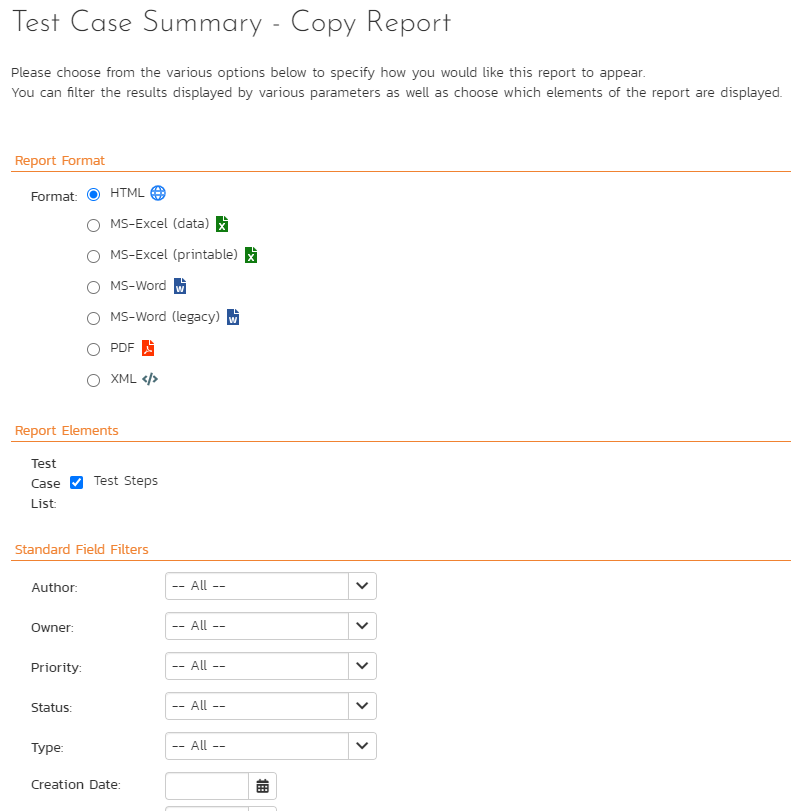 Test Case Summary - Copy Report
Please choose from the various options below to specify how you would like this report to appear.
You can filter the results displayed by various parameters as well as choose which elements of the report are displayed.
Report Format
Format:
HTML
MS-Excel (data)
MS-Excel (printable)
MS-Word
MS-Word (legacy)
PDF
XML
Report Elements
Test
Case
List:
Test Steps
Standard Field Filters
Author: -- All --
Owner: -- All --
Priority: -- All --
Status: -- All --
Type: -- All --
Creation Date: